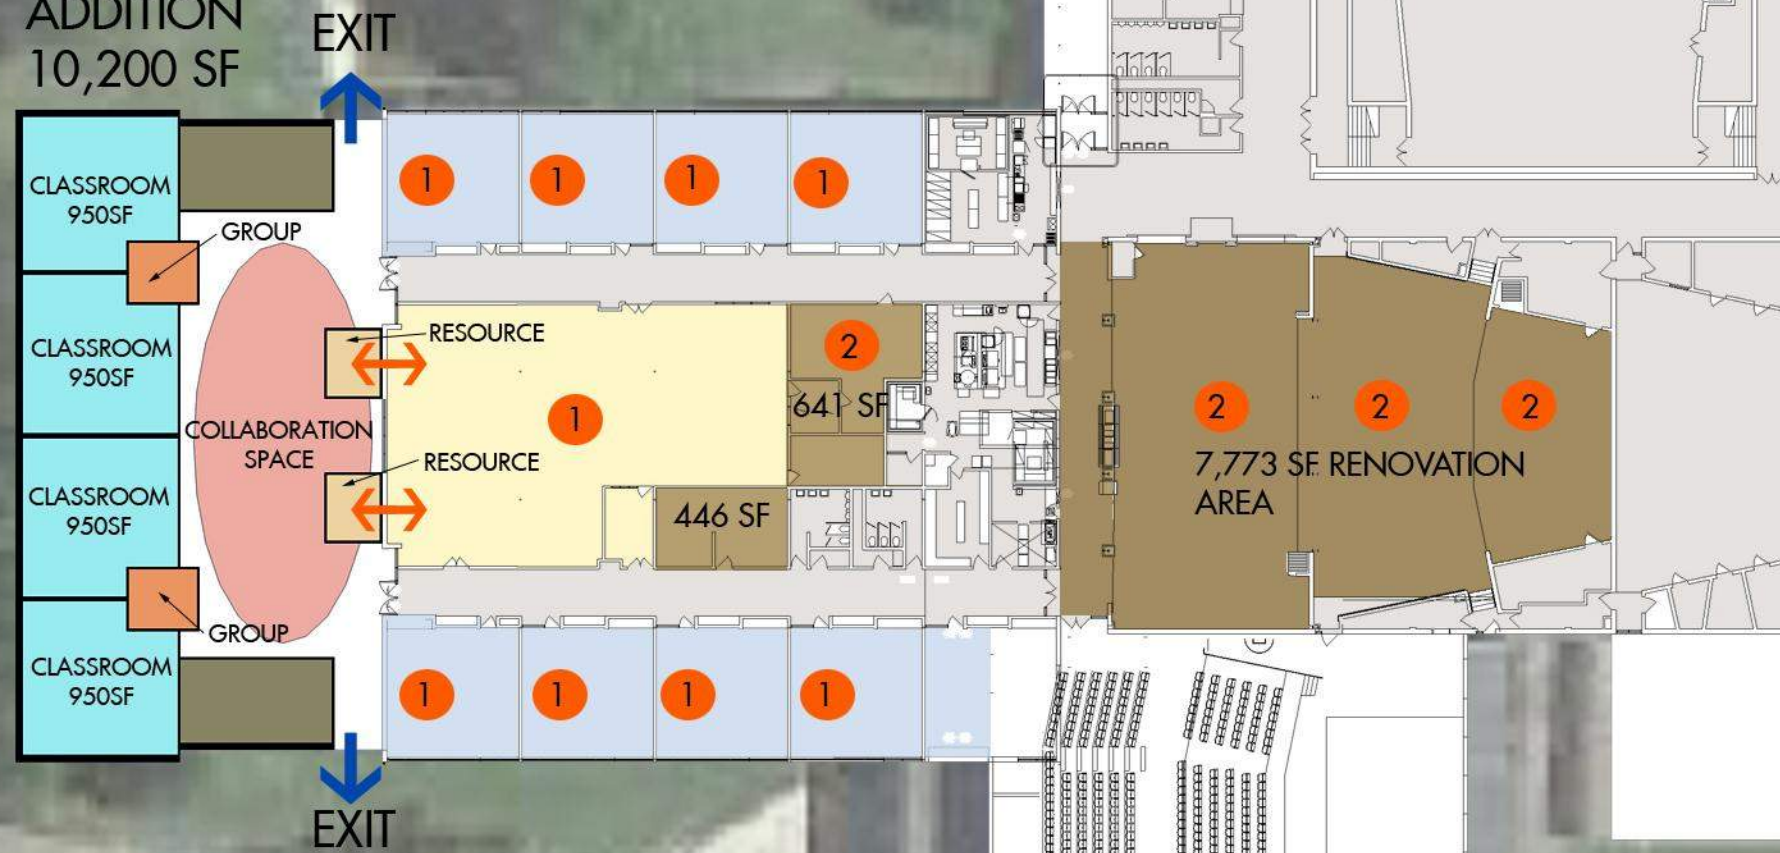 ADDITION
10,200 SF
EXIT
CLASSROOM
950SF
GROUP
1
1
1
1
CLASSROOM
950SF
RESOURCE
COLLABORATION
SPACE
RESOURCE
1
2
641 SF
446 SF
2
2
2
7,773 SF RENOVATION
AREA
CLASSROOM
950SF
GROUP
CLASSROOM
950SF
1
1
1
1
EXIT